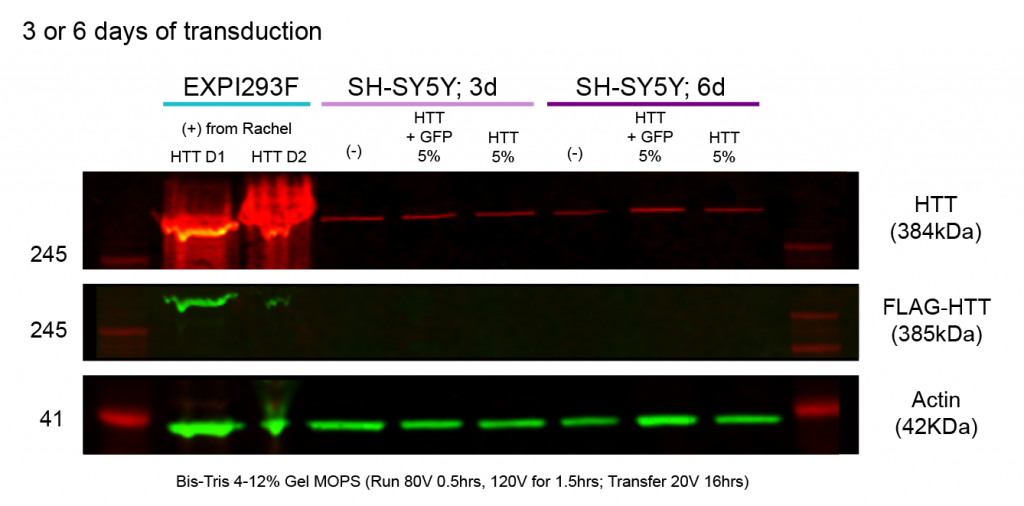 3 or 6 days of transduction
EXPI293F
SH-SY5Y; 3d
SH-SY5Y; 6d
(+) from Rachel
HTT D1
HTT D2
(-)
HTT
+ GFP
5%
HTT
5%
(-)
HTT
+ GFP
5%
HTT
5%
245
HTT
(384kDa)
245
FLAG-HTT
(385kDa)
41
Actin
(42KDa)
Bis-Tris 4-12% Gel MOPS (Run 80V 0.5hrs, 120V for 1.5hrs; Transfer 20V 16hrs)